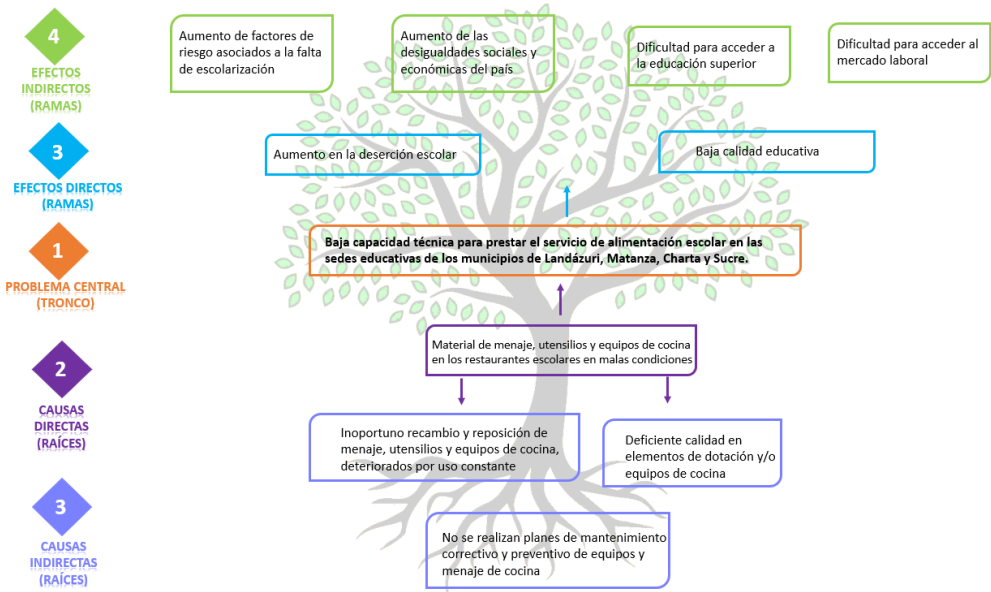 4
EFECTOS
INDIRECTOS
(RAMAS)
Aumento de factores de
riesgo asociados a la falta
de escolarización
Aumento de las
desigualdades sociales y
económicas del país
Dificultad para acceder a
la educación superior
Dificultad para acceder al
mercado laboral
3
EFECTOS DIRECTOS
(RAMAS)
Aumento en la deserción escolar
Baja calidad educativa
1
PROBLEMA CENTRAL
(TRONCO)
Baja capacidad técnica para prestar el servicio de alimentación escolar en las
sedes educativas de los municipios de Landázuri, Matanza, Charta y Sucre.
2
CAUSAS
DIRECTAS
(RAÍCES)
Material de menaje, utensilios y equipos de cocina
en los restaurantes escolares en malas condiciones
3
CAUSAS
INDIRECTAS
(RAÍCES)
Inoportuno recambio y reposición de
menaje, utensilios y equipos de cocina,
deteriorados por uso constante
Deficiente calidad en
elementos de dotación y/o
equipos de cocina
No se realizan planes de mantenimiento
correctivo y preventivo de equipos y
menaje de cocina